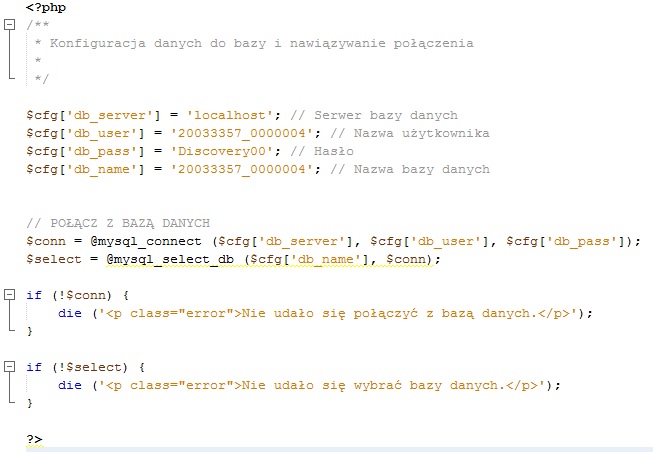 <?php
/**
 * Konfiguracja danych do bazy i nawiązywanie połączenia
 *
 */
$cfg['db_server'] = 'localhost'; // Serwer bazy danych
$cfg['db_user'] = '20033357_0000004'; // Nazwa użytkownika
$cfg['db_pass'] = 'Discovery00'; // Hasło
$cfg['db_name'] = '20033357_0000004'; // Nazwa bazy danych
// POŁĄCZ Z BAZĄ DANYCH
$conn = @mysql_connect ($cfg['db_server'], $cfg['db_user'], $cfg['db_pass']);
$select = @mysql_select_db ($cfg['db_name'], $conn);
if (!$conn) {
    die ('<p class="error">Nie udało się połączyć z bazą danych.</p>');
}
if (!$select) {
    die ('<p class="error">Nie udało się wybrać bazy danych.</p>');
}
?>